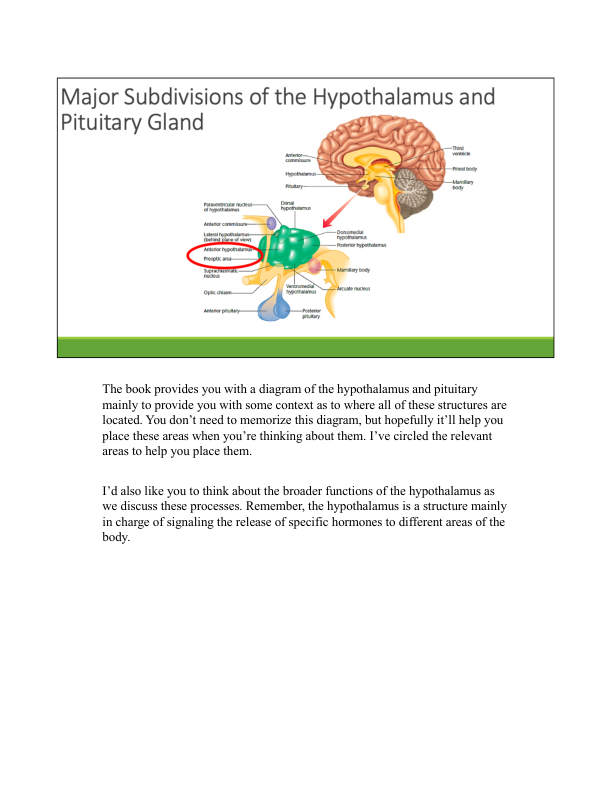 Major Subdivisions of the Hypothalamus and
Pituitary Gland
Anterior
commissure
Hypothalamus
Pituitary
Third
ventricle
Pineal body
Mamillary
body
Paraventricular nucleus
of hypothalamus
Dorsal
hypothalamus
Anterior commissure
Lateral hypothalamus
(behind plane of view)
Anterior hypothalamus
Preoptic area
Suprachiasmatic
nucleus
Optic chiasm
Anterior pituitary
Dorsomedial
hypothalamus
Posterior hypothalamus
Mamillary body
Arcuate nucleus
Ventromedial
hypothalamus
Posterior
pituitary
The book provides you with a diagram of the hypothalamus and pituitary
mainly to provide you with some context as to where all of these structures are
located. You don’t need to memorize this diagram, but hopefully it’ll help you
place these areas when you’re thinking about them. I’ve circled the relevant
areas to help you place them.
I’d also like you to think about the broader functions of the hypothalamus as
we discuss these processes. Remember, the hypothalamus is a structure mainly
in charge of signaling the release of specific hormones to different areas of the
body.